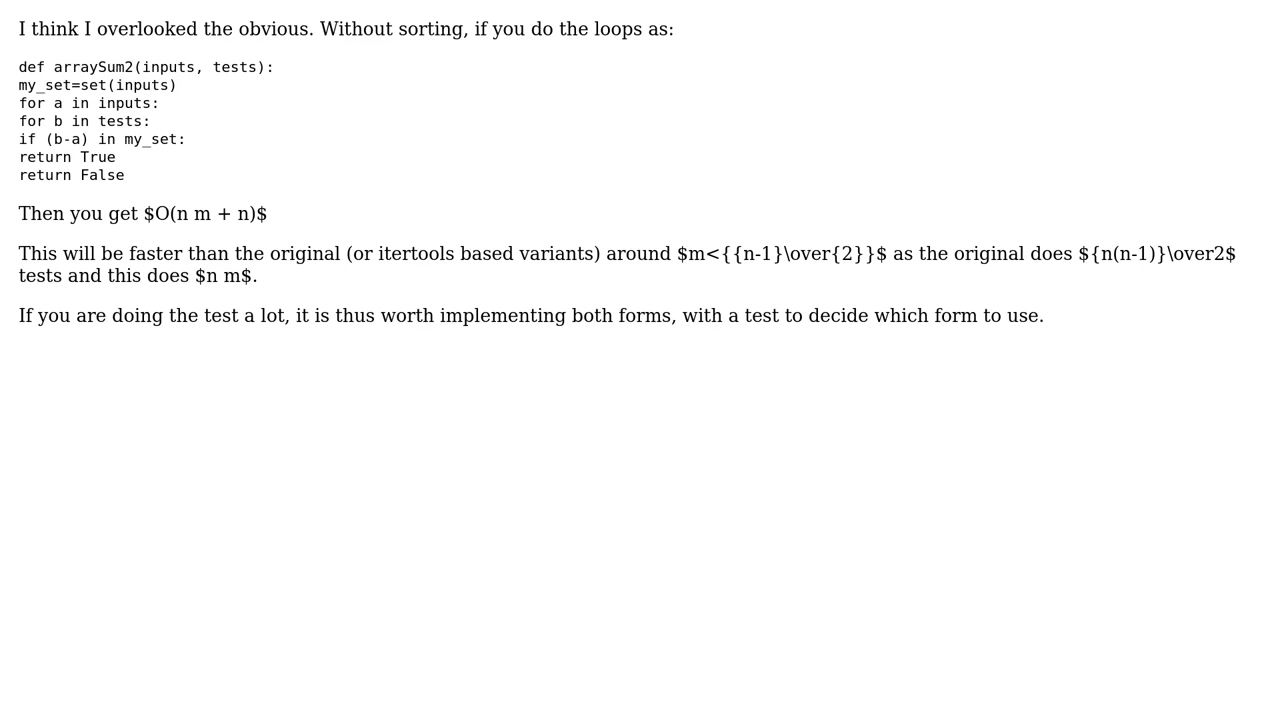 I think I overlooked the obvious. Without sorting, if you do the loops as:
def arraySum2(inputs, tests):
my_set=set(inputs)
for a in inputs:
for b in tests:
if (b-a) in my_set:
return True
return False
Then you get $O(n m + n)$
This will be faster than the original (or itertools based variants) around $m<{{n-1}\over{2}}$ as the original does ${n(n-1)}\over2$
tests and this does $n m$.
If you are doing the test a lot, it is thus worth implementing both forms, with a test to decide which form to use.